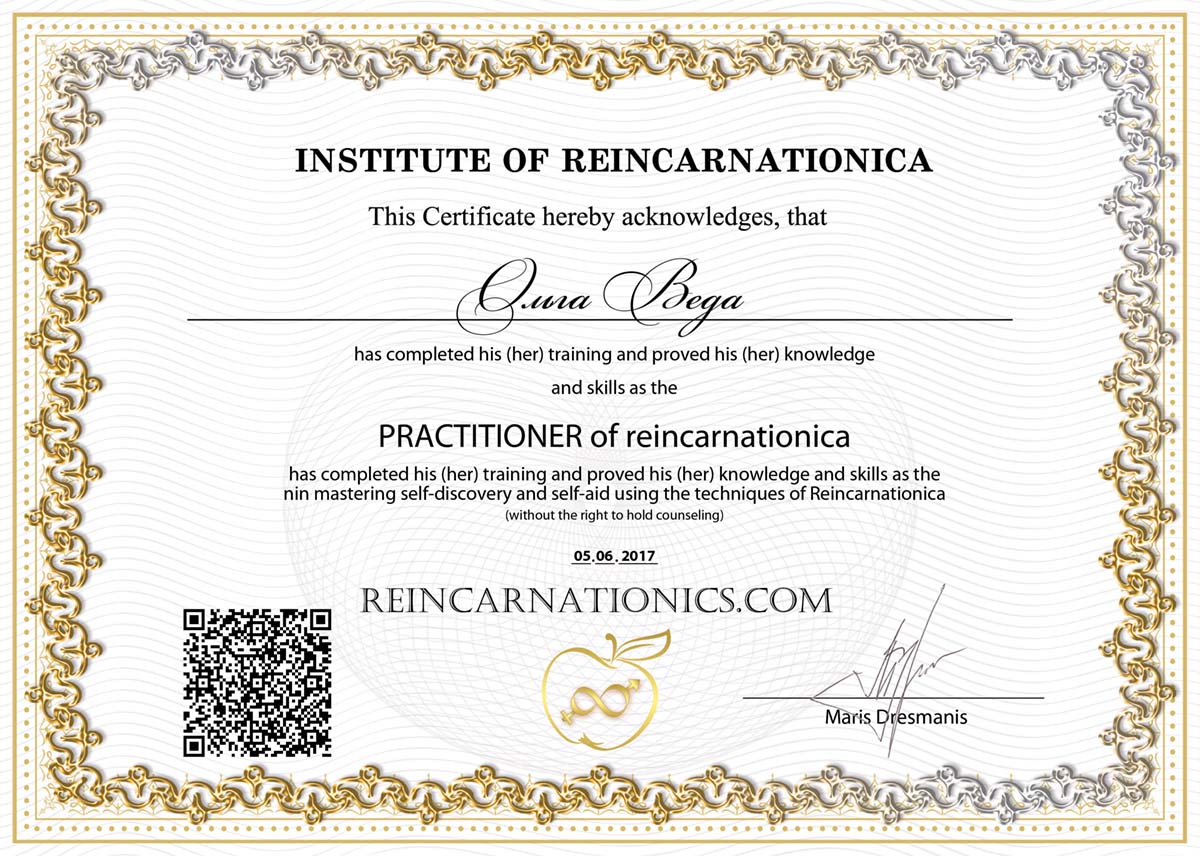 INSTITUTE OF REINCARNATIONICA
This Certificate hereby acknowledges, that
Ольга Веда
has completed his (her) training and proved his (her) knowledge
and skills as the
PRACTITIONER of reincarnationica
has completed his (her) training and proved his (her) knowledge and skills as the
nin mastering self-discovery and self-aid using the techniques of Reincarnationica
(without the right to hold counseling)
05.06.2017
REINCARNATIONICS.COM
Maris Dresmanis